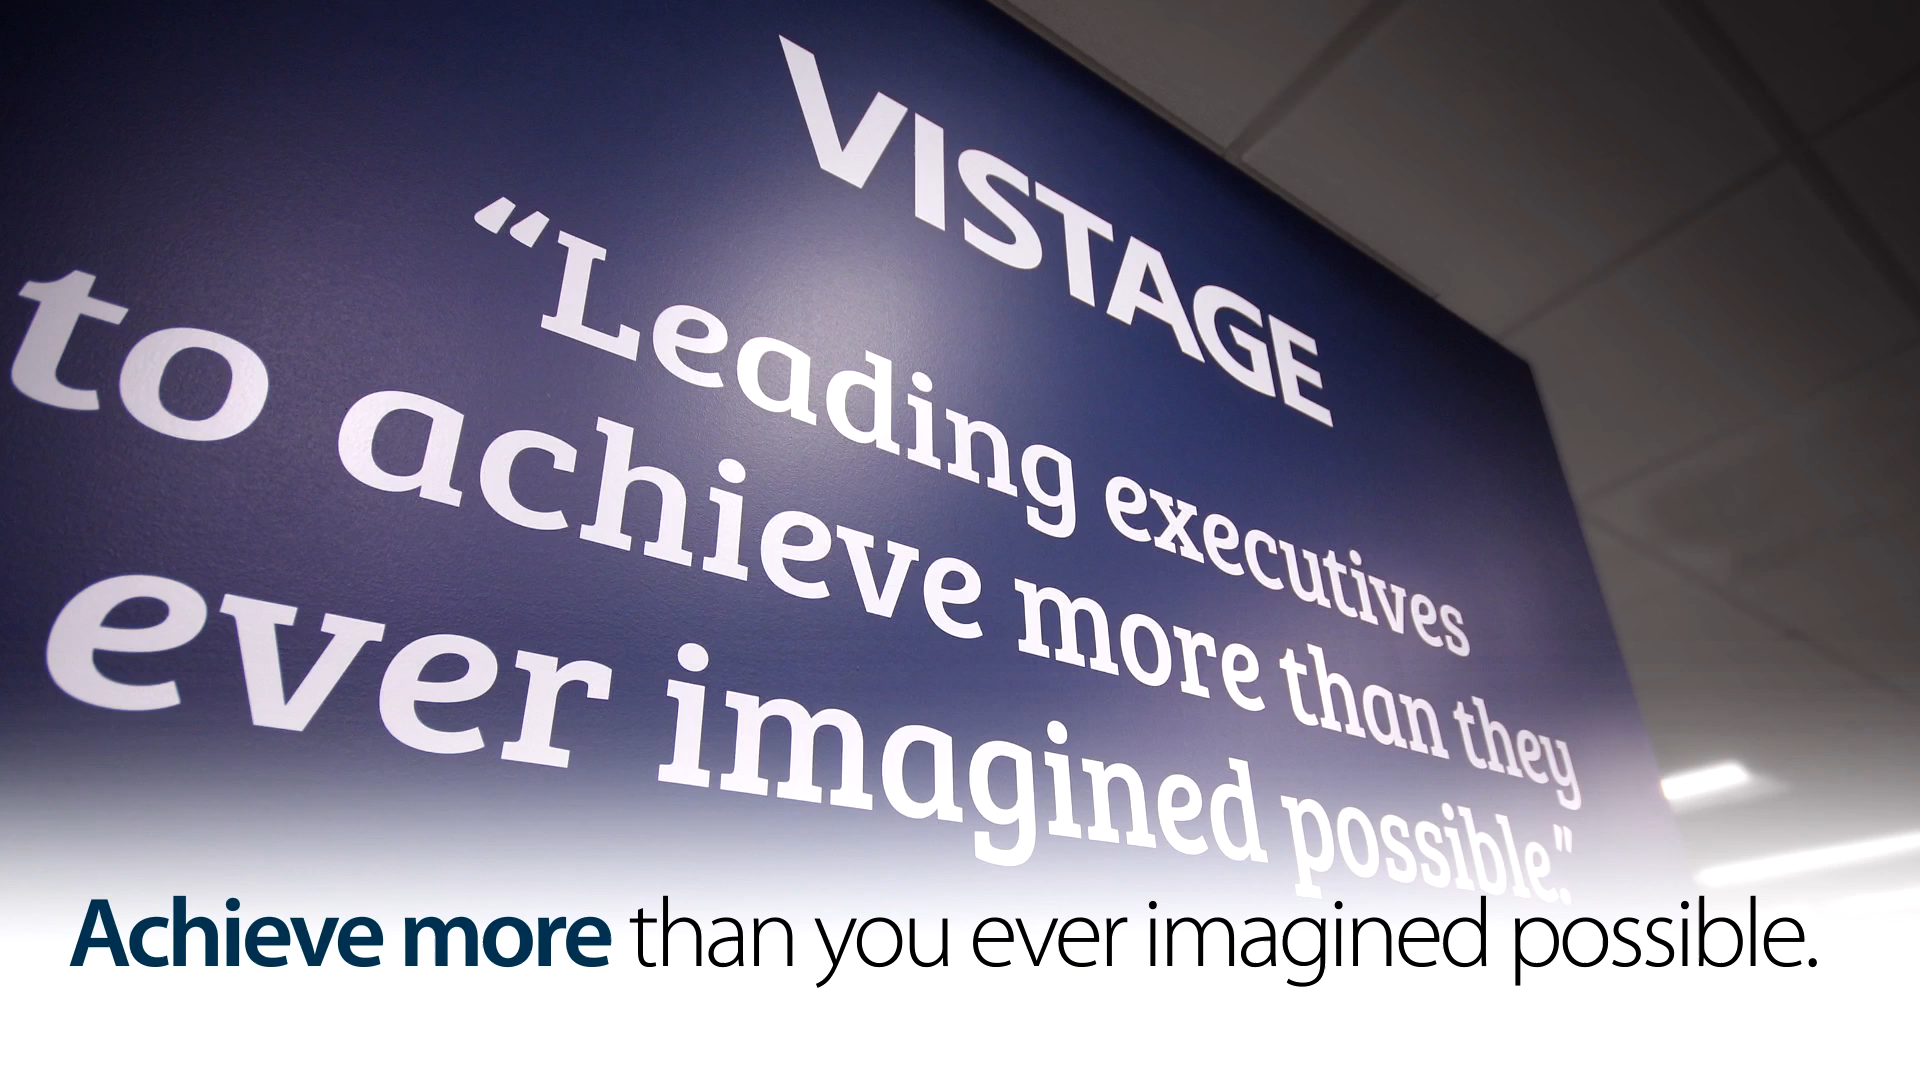 VISTAGE
“Leading executives
to achieve more than they
ever imagined possible.”
Achieve more than you ever imagined possible.